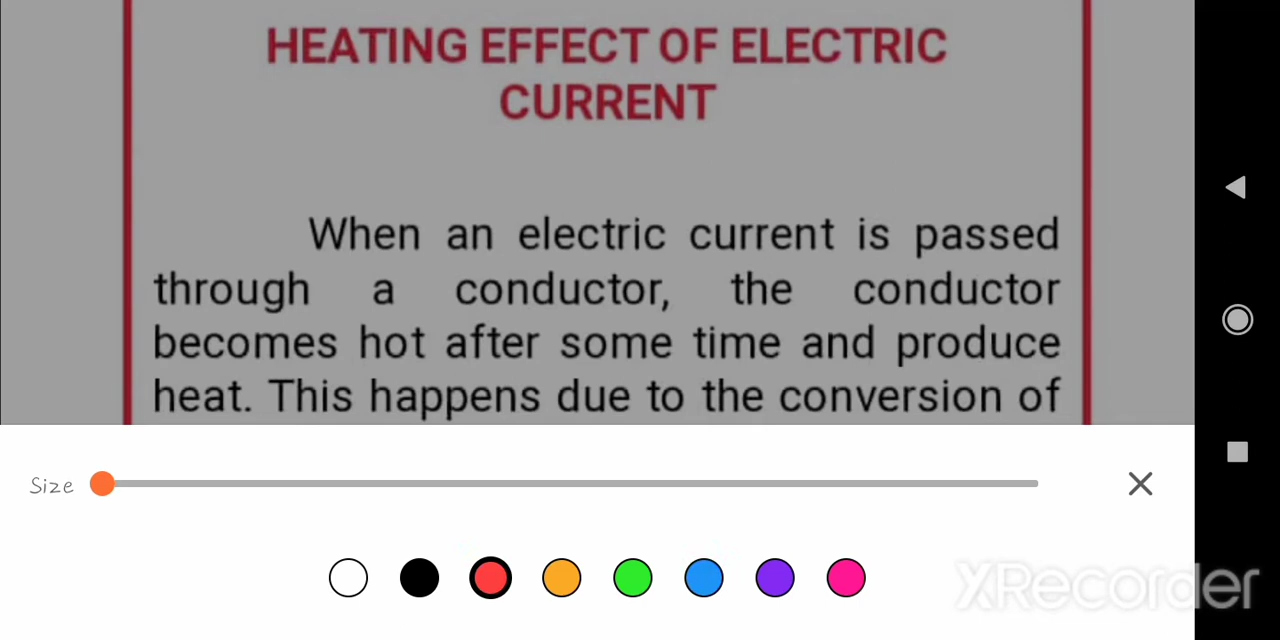 HEATING EFFECT OF ELECTRIC
CURRENT
When an electric current is passed
through a conductor, the conductor
becomes hot after some time and produce
heat. This happens due to the conversion of
Size
XRecorder